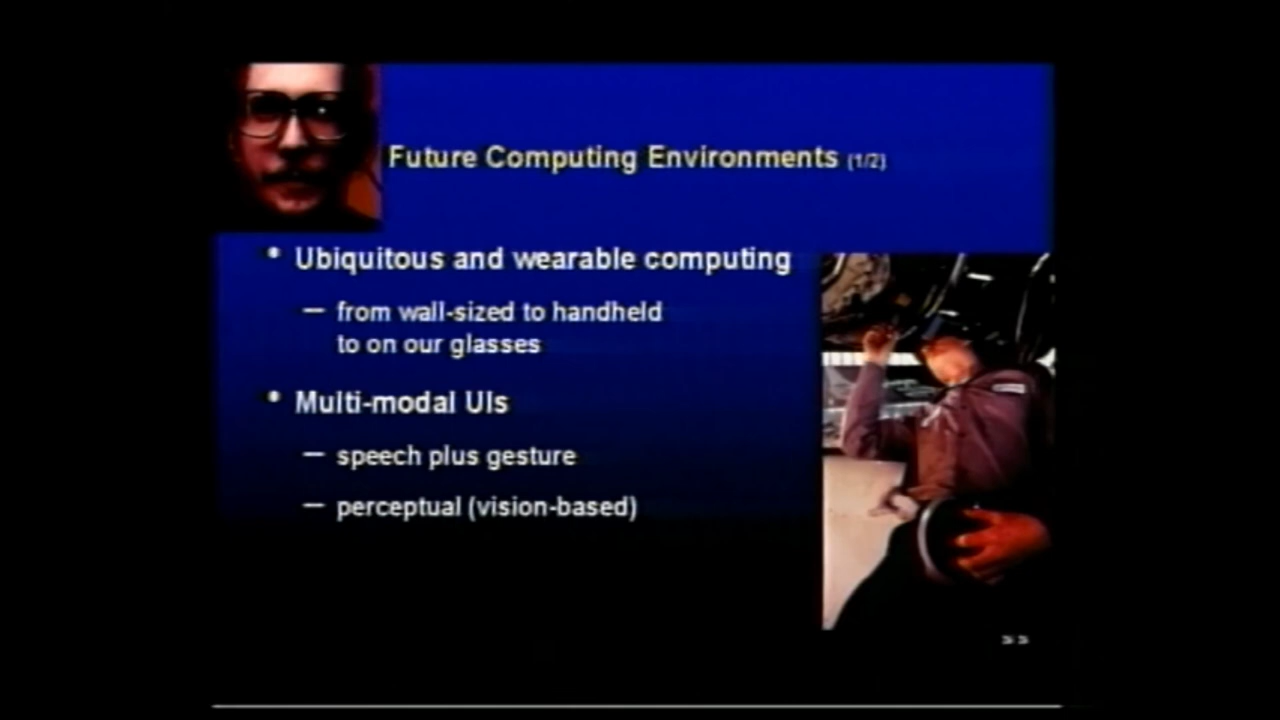 Future Computing Environments (1/2)
• Ubiquitous and wearable computing
– from wall-sized to handheld
to on our glasses
• Multi-modal UIs
– speech plus gesture
– perceptual (vision-based)